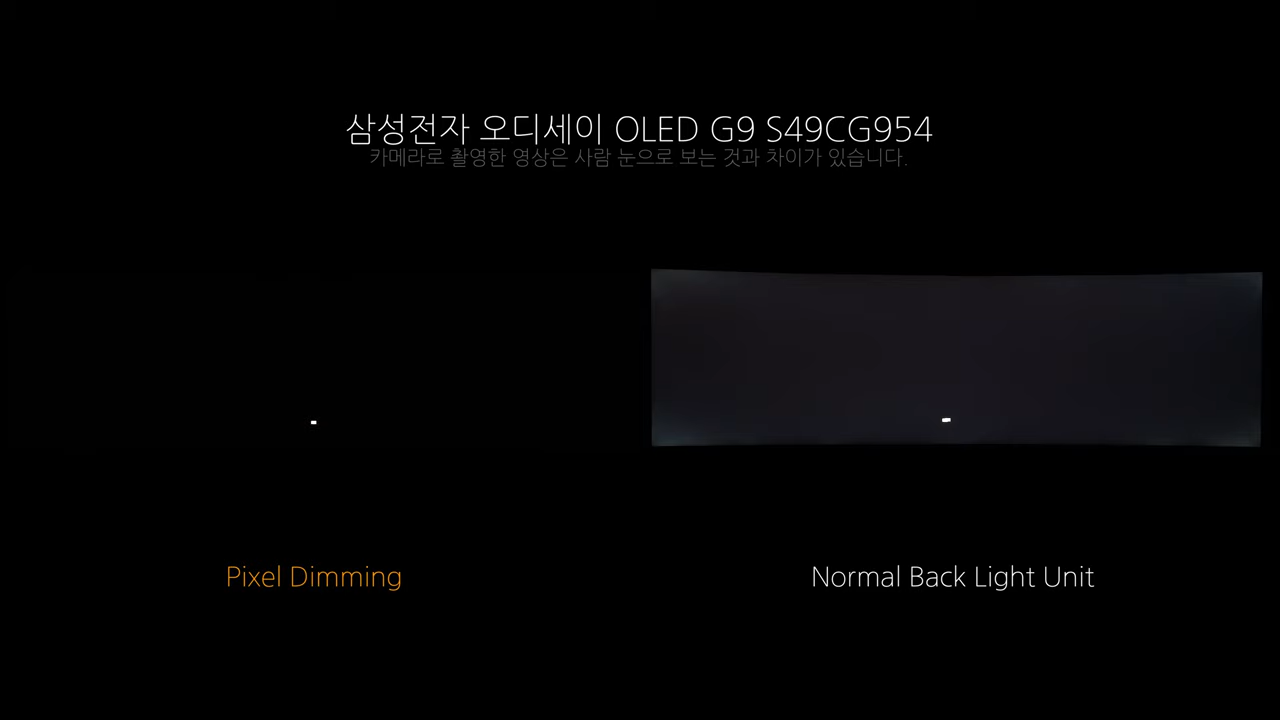 삼성전자 오디세이 OLED G9 S49CG954
카메라로 촬영한 영상은 사람 눈으로 보는 것과 차이가 있습니다.
Pixel Dimming
Normal Back Light Unit